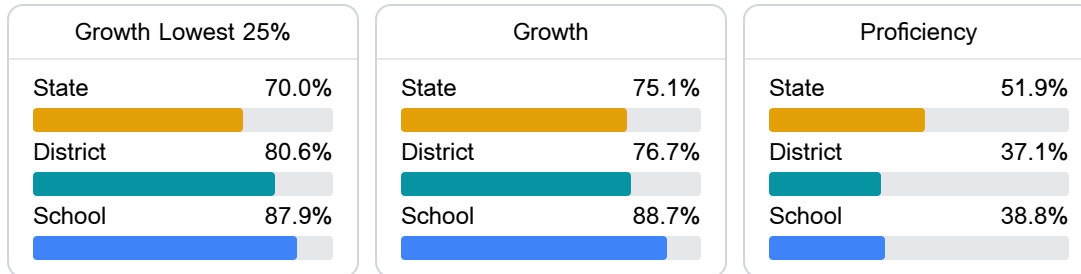 Growth Lowest 25%
State 70.0%
District 80.6%
School 87.9%
Growth
State 75.1%
District 76.7%
School 88.7%
Proficiency
State 51.9%
District 37.1%
School 38.8%